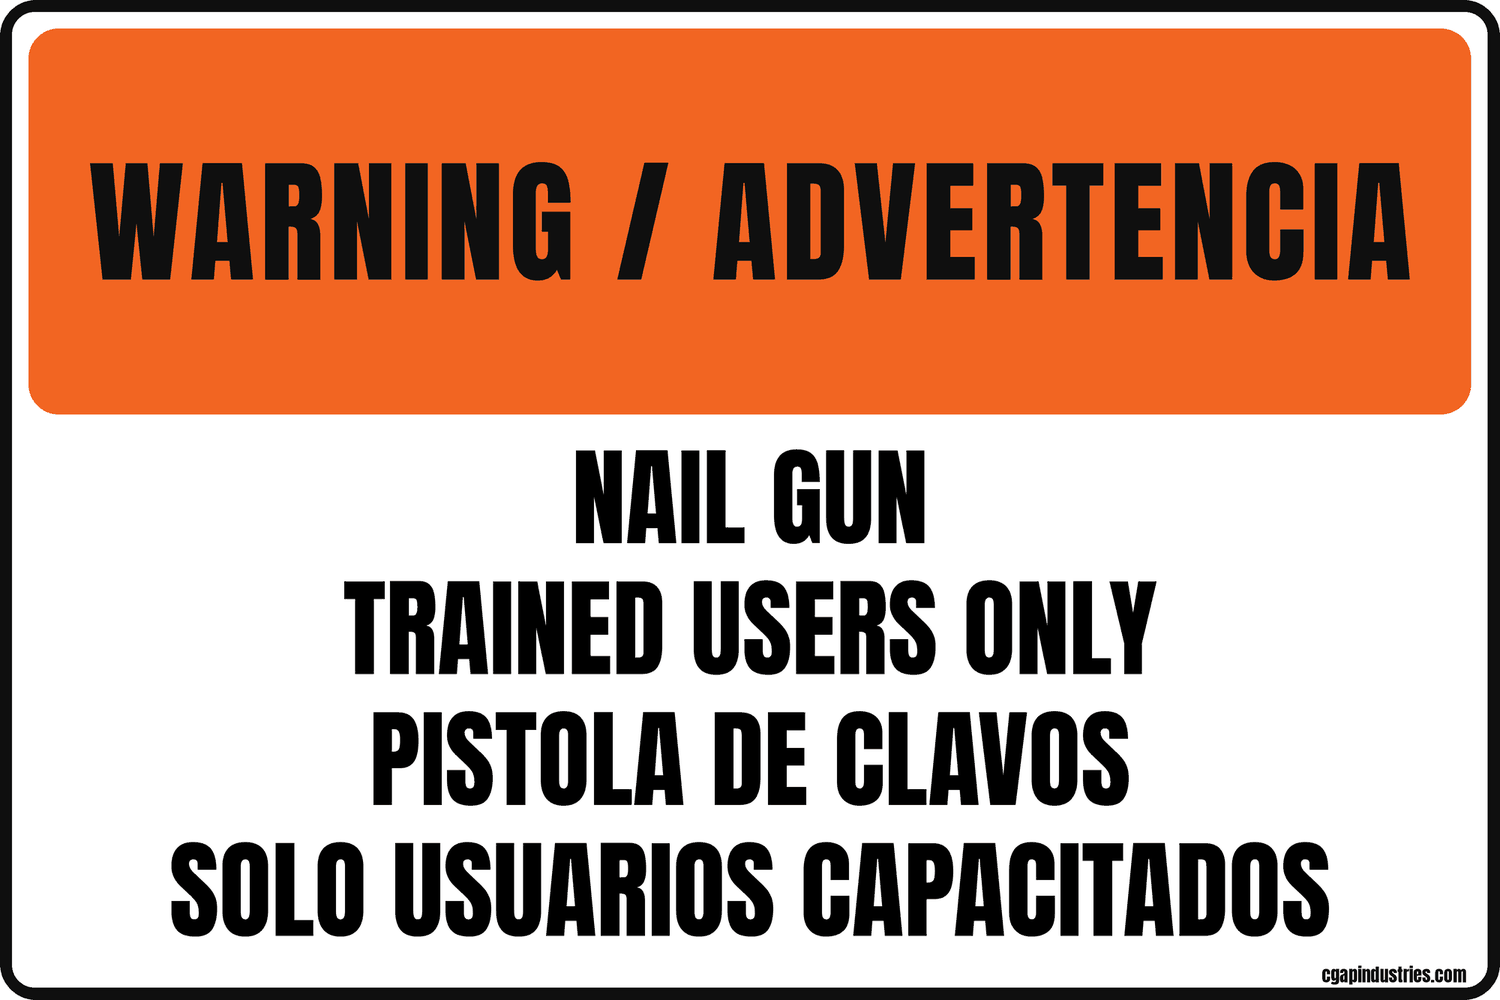 WARNING / ADVERTENCIA
NAIL GUN
TRAINED USERS ONLY
PISTOLA DE CLAVOS
SOLO USUARIOS CAPACITADOS
cgapindustries.com